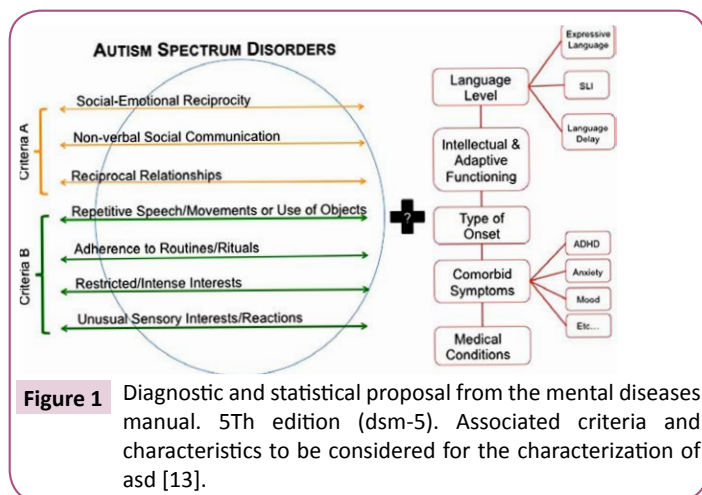 AUTISM SPECTRUM DISORDERS
Criteria A
Social-Emotional Reciprocity
Non-verbal Social Communication
Reciprocal Relationships
Criteria B
Repetitive Speech/Movements or Use of Objects
Adherence to Routines/Rituals
Restricted/Intense Interests
Unusual Sensory Interests/Reactions
?
Language
Level
Expressive
Language
SLI
Language
Delay
Intellectual &
Adaptive
Functioning
Type of
Onset
Comorbid
Symptoms
ADHD
Anxiety
Mood
Etc...
Medical
Conditions
Figure 1 Diagnostic and statistical proposal from the mental diseases
manual. 5Th edition (dsm-5). Associated criteria and
characteristics to be considered for the characterization of
asd [13].